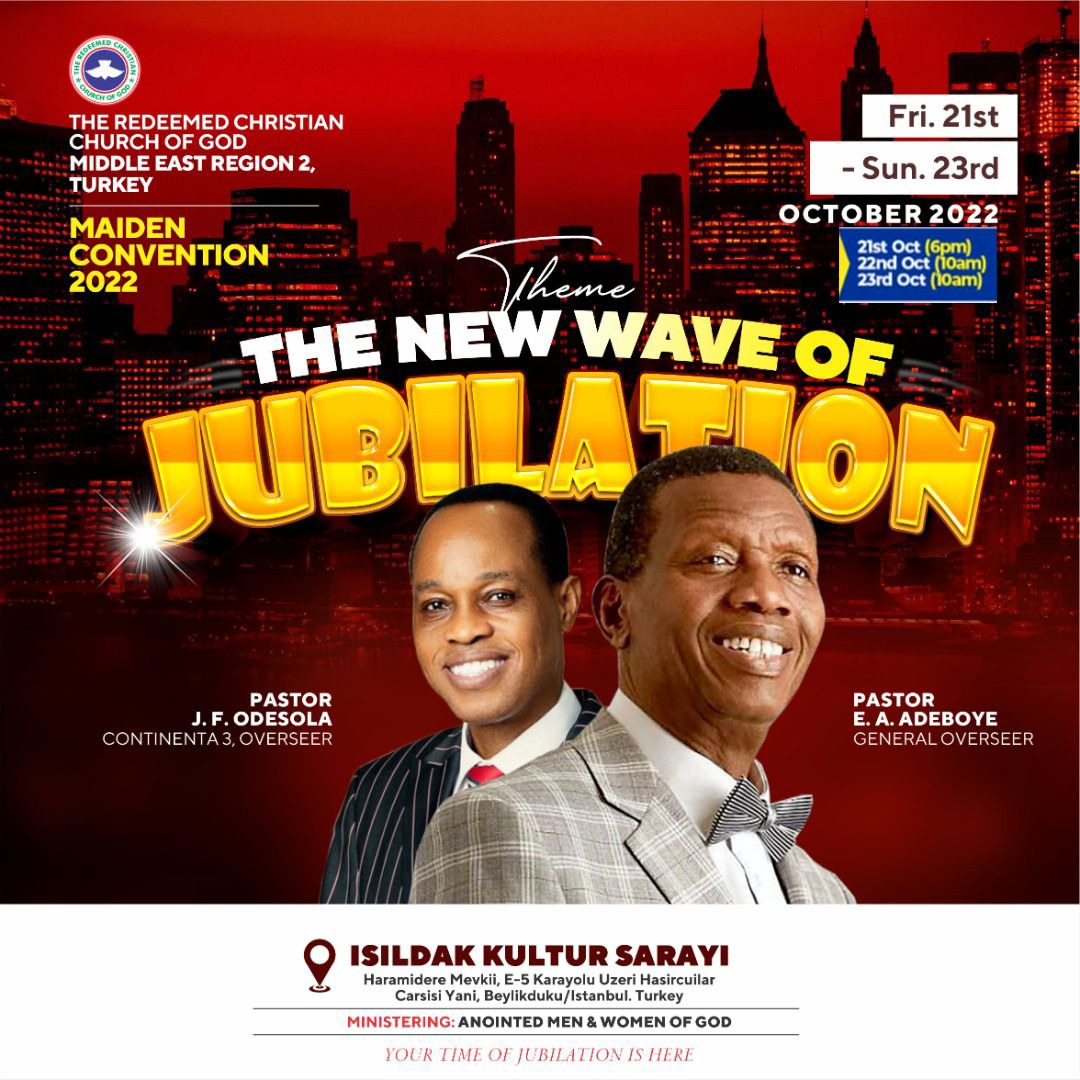 THE REDEEMED CHRISTIAN
CHURCH OF GOD
THE REDEEMED CHRISTIAN
CHURCH OF GOD
MIDDLE EAST REGION 2,
TURKEY
MAIDEN
CONVENTION
2022
Fri. 21st
- Sun. 23rd
OCTOBER 2022
21st Oct (6pm)
22nd Oct (10am)
23rd Oct (10am)
Theme
THE NEW WAVE OF
JUBILATION
PASTOR
J. F. ODESOLA
CONTINENTA 3, OVERSEER
PASTOR
E. A. ADEBOYE
GENERAL OVERSEER
ISILDAK KULTUR SARAYI
Haramidere Mevkii, E-5 Karayolu Uzeri Hasircuilar
Carsisi Yani, Beylikduku/Istanbul. Turkey
MINISTERING: ANOINTED MEN & WOMEN OF GOD
YOUR TIME OF JUBILATION IS HERE